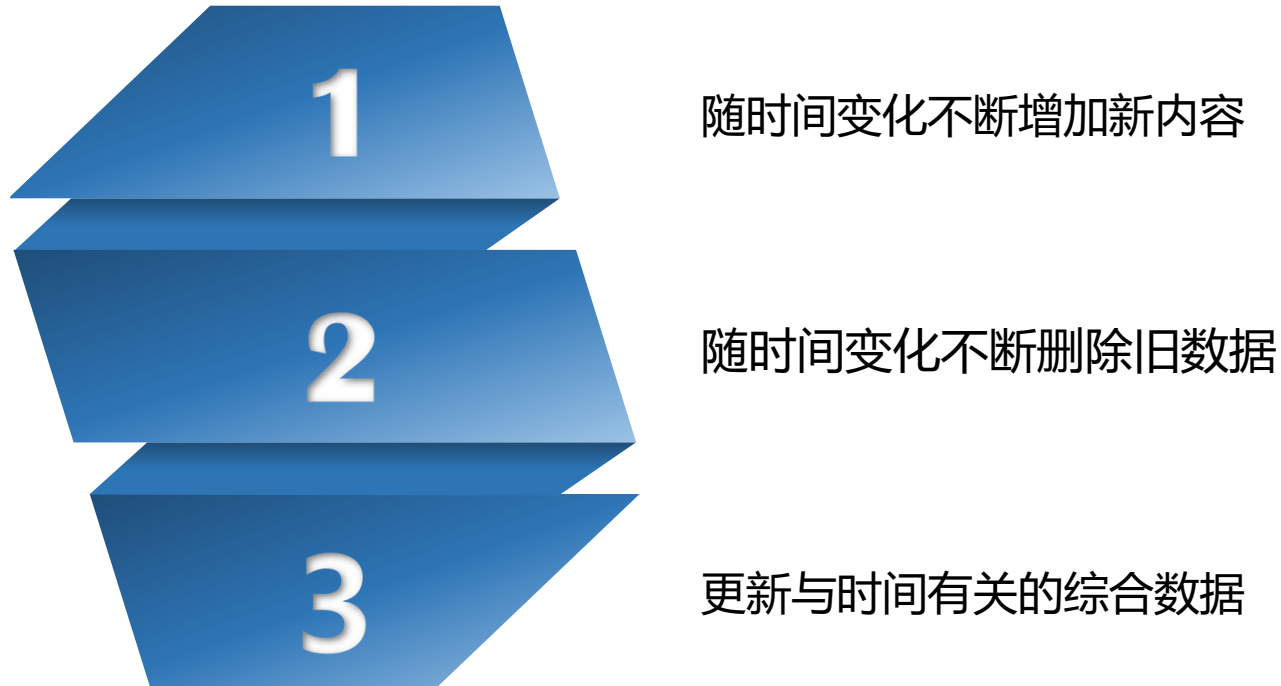 1
随时间变化不断增加新内容
2
随时间变化不断删除旧数据
3
更新与时间有关的综合数据